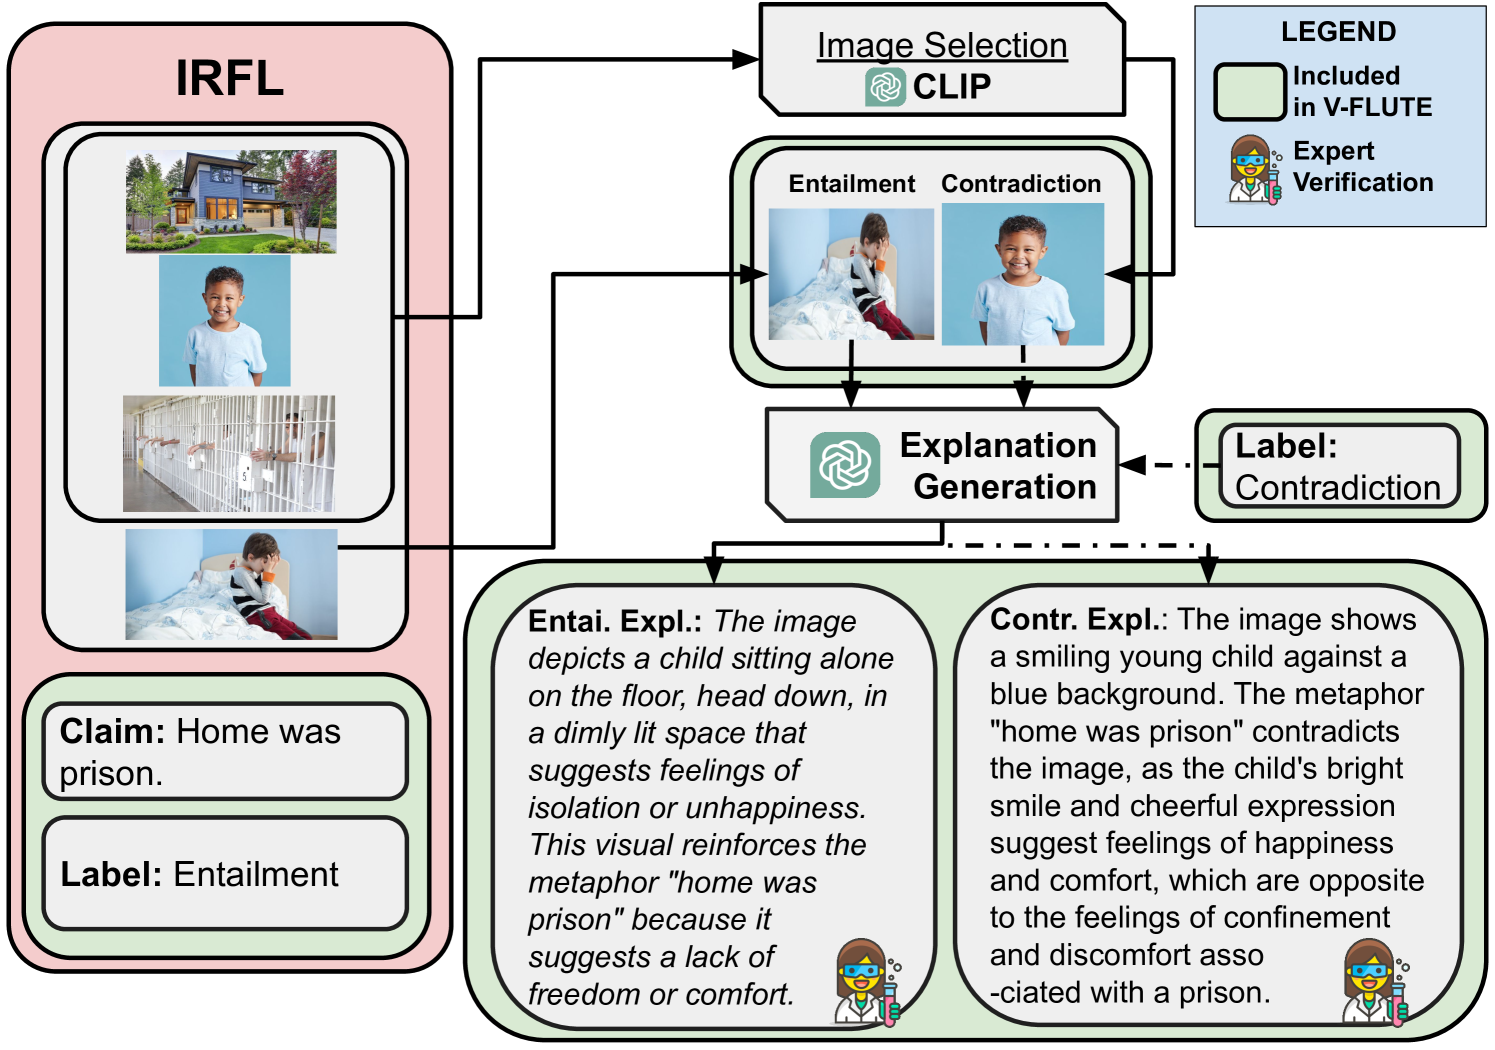 IRFL
Claim: Home was
prison.
Label: Entailment
Image Selection
CLIP
Entailment
Contradiction
Explanation
Generation
Label:
Contradiction
LEGEND
Included
in V-FLUTE
Expert
Verification
Entai. Expl.: The image
depicts a child sitting alone
on the floor, head down, in
a dimly lit space that
suggests feelings of
isolation or unhappiness.
This visual reinforces the
metaphor "home was
prison" because it
suggests a lack of
freedom or comfort.
Contr. Expl.: The image shows
a smiling young child against a
blue background. The metaphor
"home was prison" contradicts
the image, as the child's bright
smile and cheerful expression
suggest feelings of happiness
and comfort, which are opposite
to the feelings of confinement
and discomfort asso
-ciated with a prison.